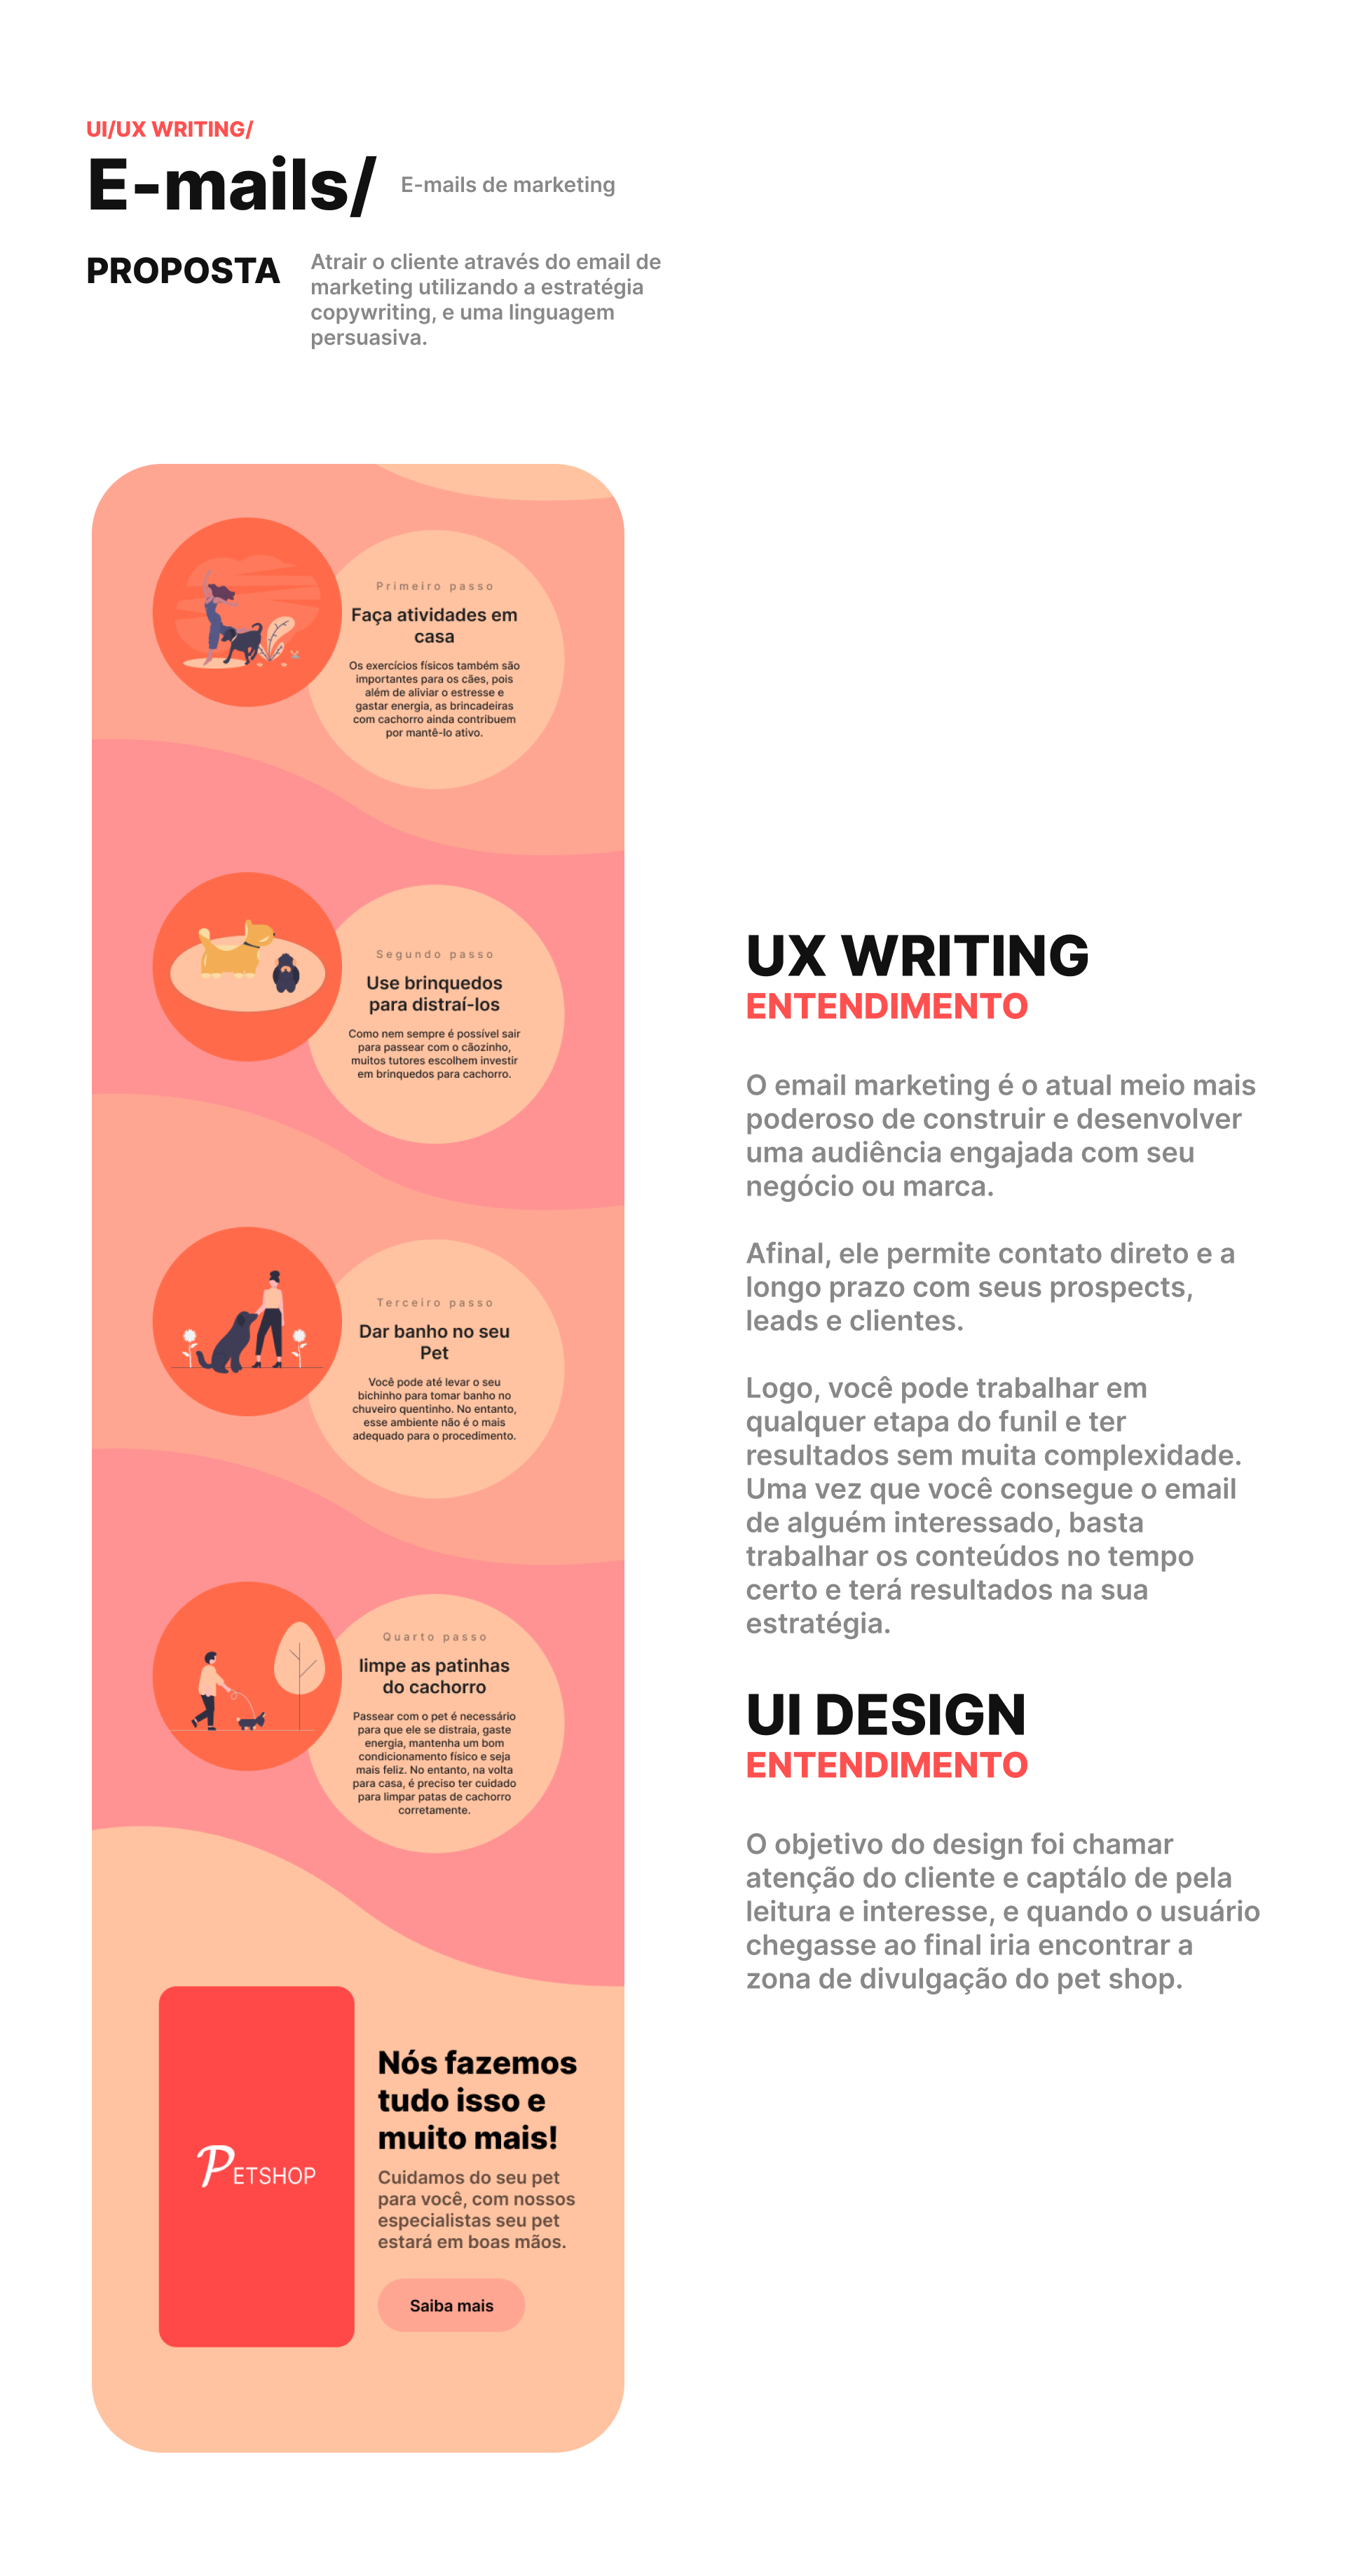 UI/UX WRITING/
E-mails/
E-mails de marketing
PROPOSTA
Atrair o cliente através do email de
marketing utilizando a estratégia
copywriting, e uma linguagem
persuasiva.
Primeiro passo
Faça atividades em
casa
Os exercícios físicos também são
importantes para os cães, pois
além de aliviar o estresse e
gastar energia, as brincadeiras
com cachorro ainda contribuem
por mantê-lo ativo.
Segundo passo
Use brinquedos
para distraí-los
Como nem sempre é possível sair
para passear com o cãozinho,
muitos tutores escolhem investir
em brinquedos para cachorro.
Terceiro passo
Dar banho no seu
Pet
Você pode até levar o seu
bichinho para tomar banho no
chuveiro quentinho. No entanto,
esse ambiente não é o mais
adequado para o procedimento.
Quarto passo
limpe as patinhas
do cachorro
Passear com o pet é necessário
para que ele se distraia, gaste
energia, mantenha um bom
condicionamento físico e seja
mais feliz. No entanto, na volta
para casa, é preciso ter cuidado
para limpar patas de cachorro
corretamente.
PETSHOP
Nós fazemos
tudo isso e
muito mais!
Cuidamos do seu pet
para você, com nossos
especialistas seu pet
estará em boas mãos.
Saiba mais
UX WRITING
ENTENDIMENTO
O email marketing é o atual meio mais
poderoso de construir e desenvolver
uma audiência engajada com seu
negócio ou marca.
Afinal, ele permite contato direto e a
longo prazo com seus prospects,
leads e clientes.
Logo, você pode trabalhar em
qualquer etapa do funil e ter
resultados sem muita complexidade.
Uma vez que você consegue o email
de alguém interessado, basta
trabalhar os conteúdos no tempo
certo e terá resultados na sua
estratégia.
UI DESIGN
ENTENDIMENTO
O objetivo do design foi chamar
atenção do cliente e captálo de pela
leitura e interesse, e quando o usuário
chegasse ao final iria encontrar a
zona de divulgação do pet shop.